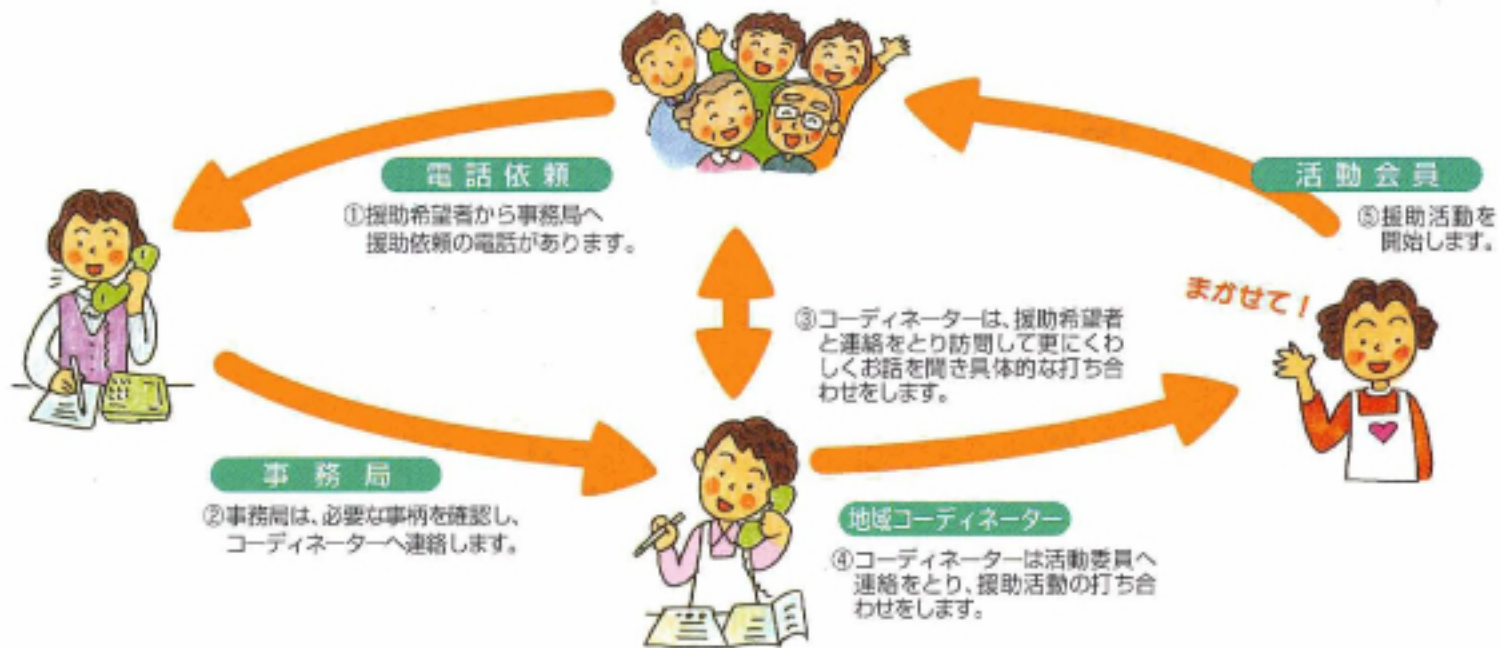 電話依頼
①援助希望者から事務局へ
援助依頼の電話があります。
事務局
②事務局は、必要な事柄を確認し、
コーディネーターへ連絡します。
③コーディネーターは、援助希望者
と連絡をとり訪問して更にくわ
しくお話を聞き具体的な打ち合
わせをします。
地域コーディネーター
④コーディネーターは活動委員へ
連絡をとり、援助活動の打ち合
わせをします。
活動会員
⑤援助活動を
開始します。
まかせて!